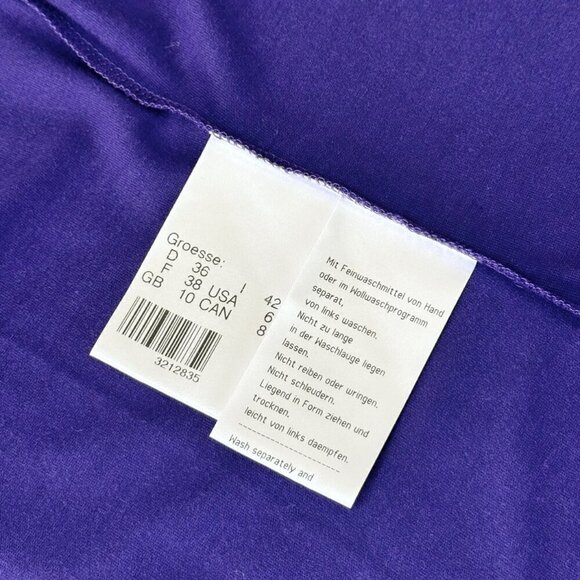 Groesse:
D 36 I 42
F 38 USA 6
GB 10 CAN 8
3212835
Mit Feinwaschmittel von Hand
oder im Wollwaschprogramm
separat,
von links waschen.
Nicht zu lange
in der Waschlauge liegen
lassen.
Nicht reiben oder wringen.
Nicht schleudern.
Liegend in Form ziehen und
trocknen.
leicht von links daempfen.
Wash separately and